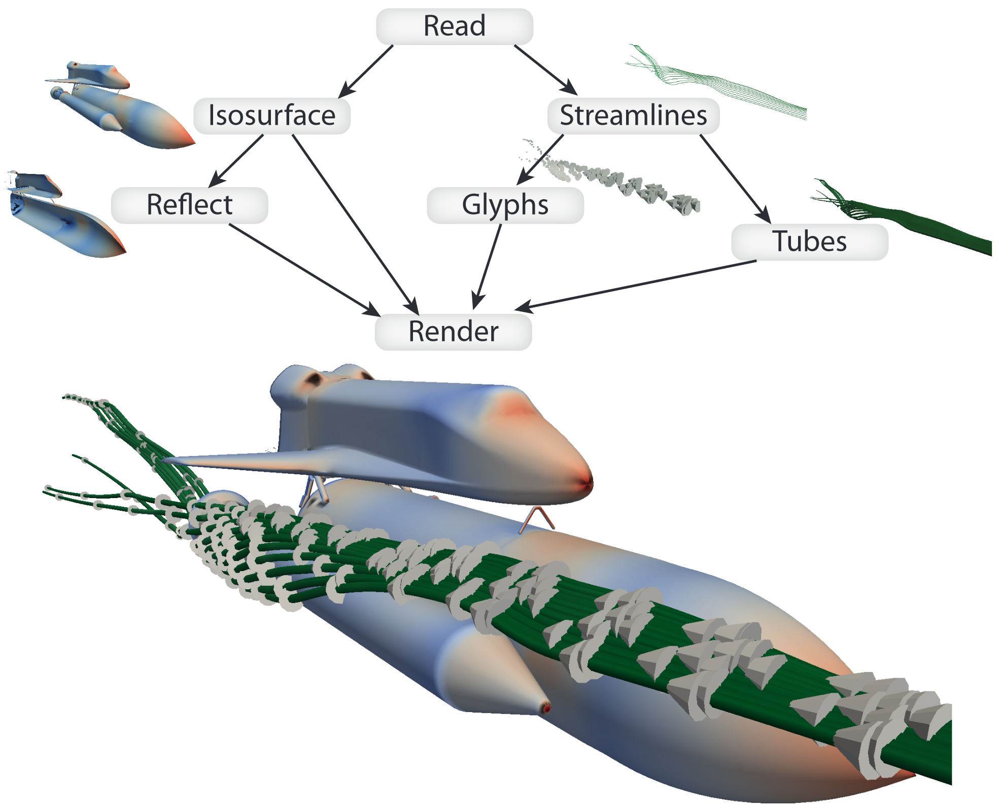 Read
Isosurface
Streamlines
Reflect
Glyphs
Tubes
Render